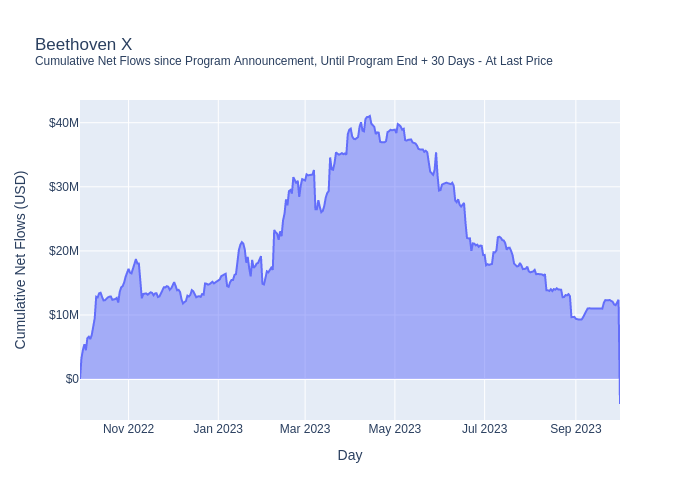 Beethoven X
Cumulative Net Flows since Program Announcement, Until Program End + 30 Days - At Last Price
Cumulative Net Flows (USD)
$40M
$30M
$20M
$10M
$0
Nov 2022
Jan 2023
Mar 2023
May 2023
Jul 2023
Sep 2023
Day